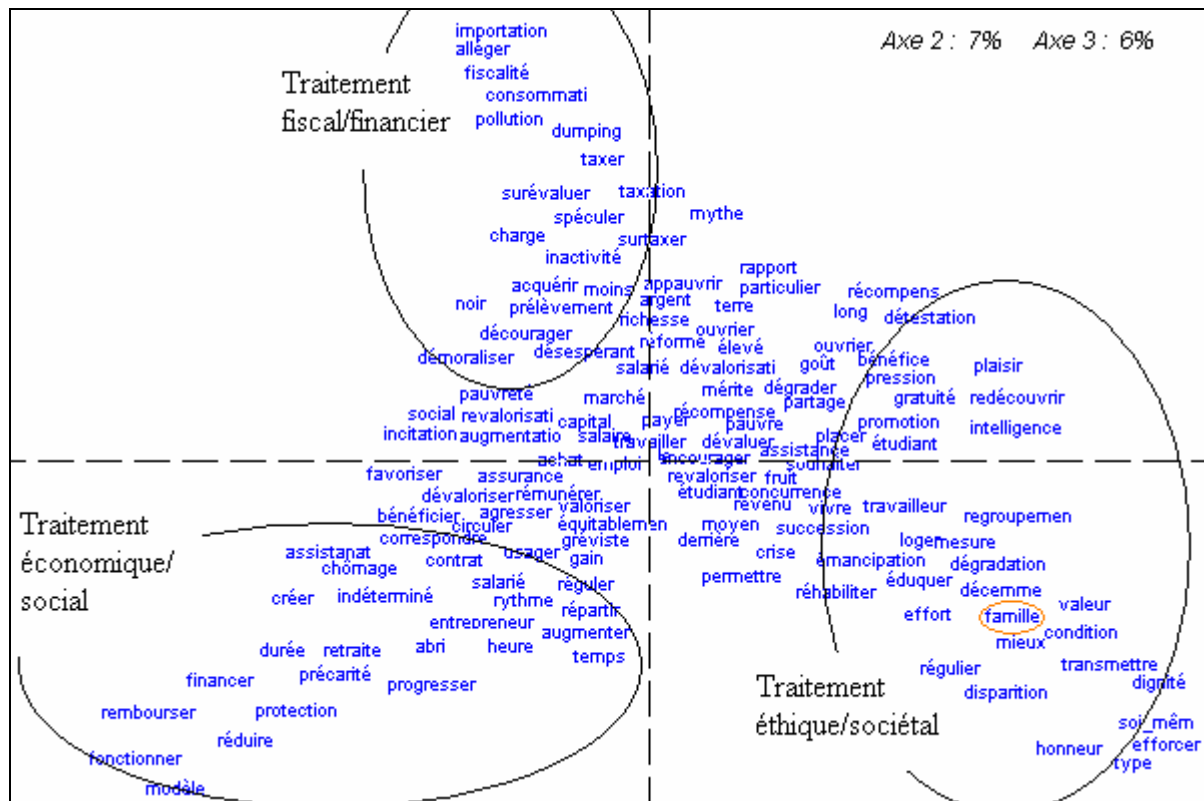 importation
Axe 2 : 7% Axe 3 : 6%
alléger
Traitement
fiscal/financier
fiscalité
consommati
pollution
dumping
taxer
surévaluer
taxation
spéculer
mythe
charge
surtaxer
inactivité
rapport
acquérir
moins
appauvrir
particulier
récompens
noir
prélèvement
argent
terre
long
détestation
richesse
décourager
ouvrier
réforme
élevé
ouvrier
démoraliser
désespérant
salarié
dévalorisati
goût
bénéfice
plaisir
pression
pauvreté
marché
mérite
dégrader
partage
gratuité
redécouvrir
social
revalorisati
capital
payer
récompense
pauvre
promotion
intelligence
incitation
augmentatio
salaire
travailler
dévaluer
placer
étudiant
assistance
achat
emploi
encourager
souhaiter
favoriser
assurance
revaloriser
fruit
dévaloriser
rémunérer
étudiant
concurrence
valoriser
revenu
vivre
travailleur
bénéficier
agresser
regroupemen
Traitement
économique/
social
circuler
équitablemen
moyen
succession
correspondre
gréviste
derrière
loger
mesure
assistanat
usager
crise
émancipation
dégradation
chômage
contrat
gain
permettre
éduquer
salarié
réguler
réhabiliter
décemme
créer
indéterminé
rythme
répartir
effort
famille
valeur
entrepreneur
augmenter
condition
mieux
durée
retraite
abri
heure
temps
régulier
transmettre
financer
précarité
progresser
Traitement
éthique/sociétal
disparition
dignité
rembourser
protection
soi_mêm
réduire
honneur
efforcer
fonctionner
type
modèle